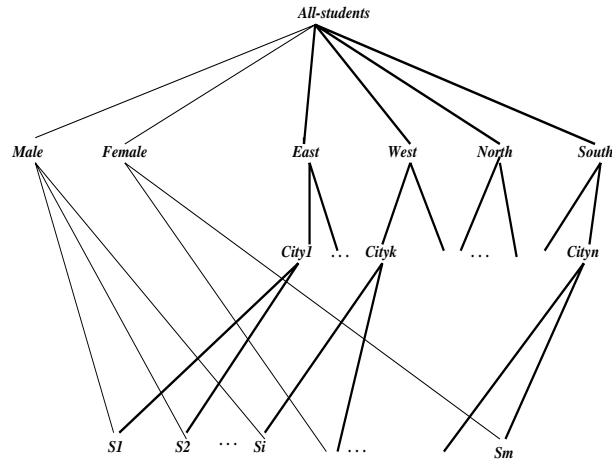 All-students
Male Female East West North South
City1 ... Cityk ... Cityn
S1 S2 ... Si ... Sm